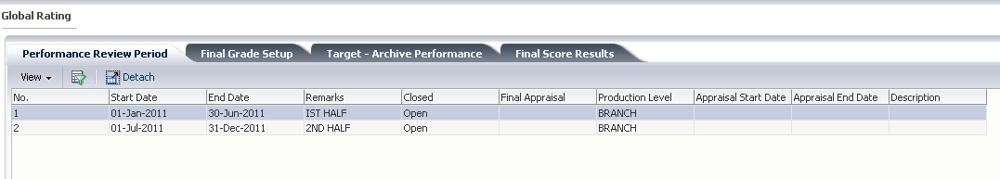 Global Rating
Performance Review Period Final Grade Setup Target - Archive Performance Final Score Results
View Detach
No. Start Date End Date Remarks Closed Final Appraisal Production Level Appraisal Start Date Appraisal End Date Description
1 01-Jan-2011 30-Jun-2011 IST HALF Open BRANCH
2 01-Jul-2011 31-Dec-2011 2ND HALF Open BRANCH